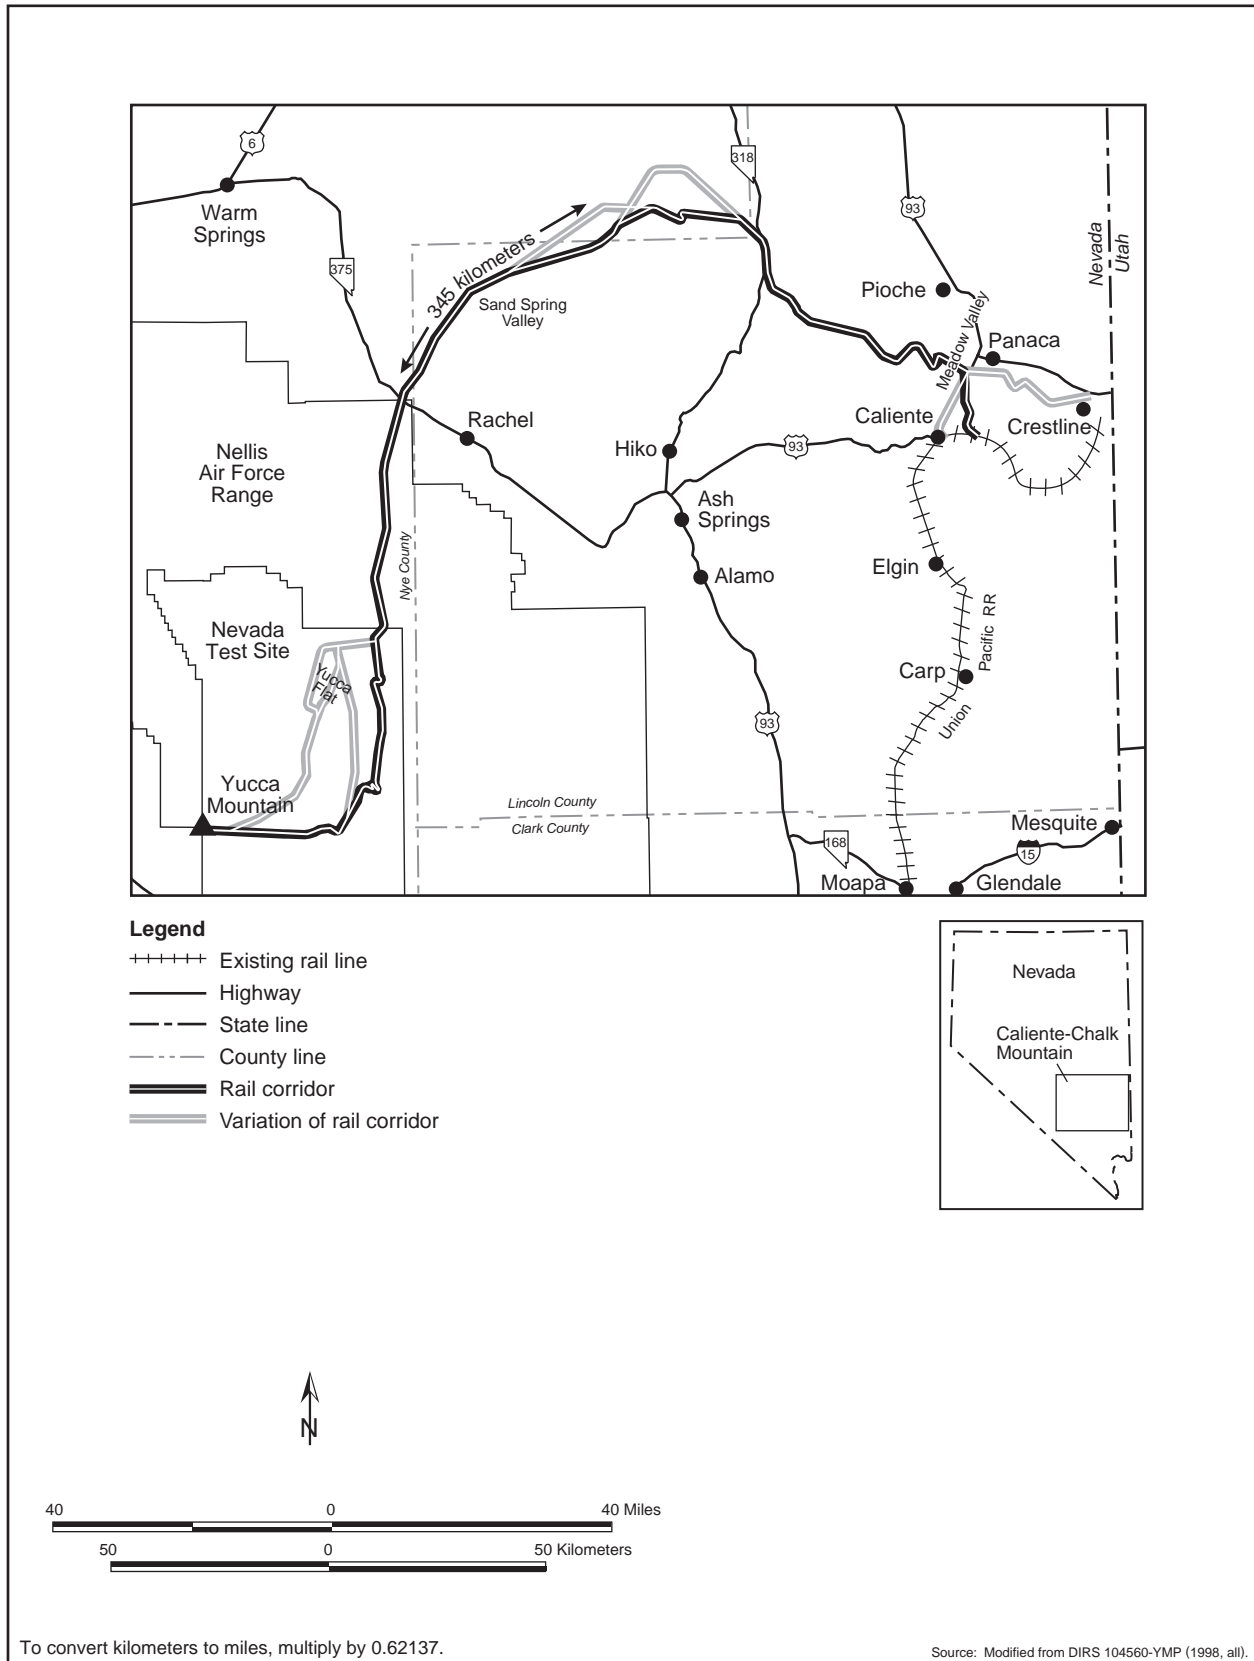 6
318
93
Warm
Springs
375
345 kilometers
Nevada
Utah
Sand Spring
Valley
Pioche
Meadow Valley
Panaca
Rachel
Caliente
Crestline
Hiko
93
Nellis
Air Force
Range
Ash
Springs
Nye County
Elgin
Alamo
Nevada
Test Site
Pacific RR
Yucca
Flat
Carp
Union
93
Yucca
Mountain
Lincoln County
Clark County
Mesquite
168
15
Moapa
Glendale
Legend
Existing rail line
Highway
State line
County line
Rail corridor
Variation of rail corridor
Nevada
Caliente-Chalk
Mountain
N
40 0 40 Miles
50 0 50 Kilometers
To convert kilometers to miles, multiply by 0.62137.
Source: Modified from DIRS 104560-YMP (1998, all).